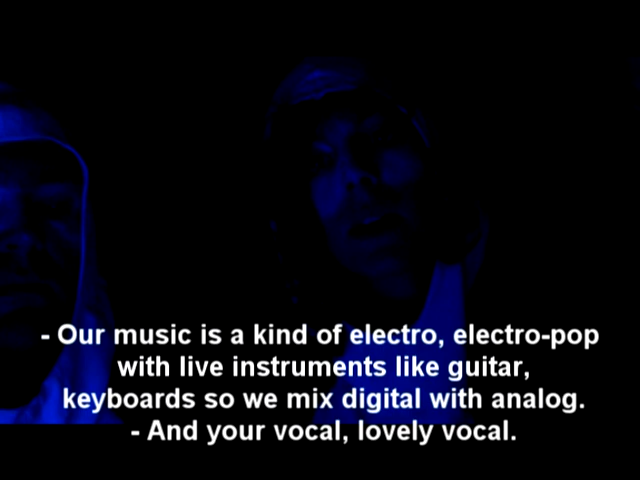 - Our music is a kind of electro, electro-pop
with live instruments like guitar,
keyboards so we mix digital with analog.
- And your vocal, lovely vocal.